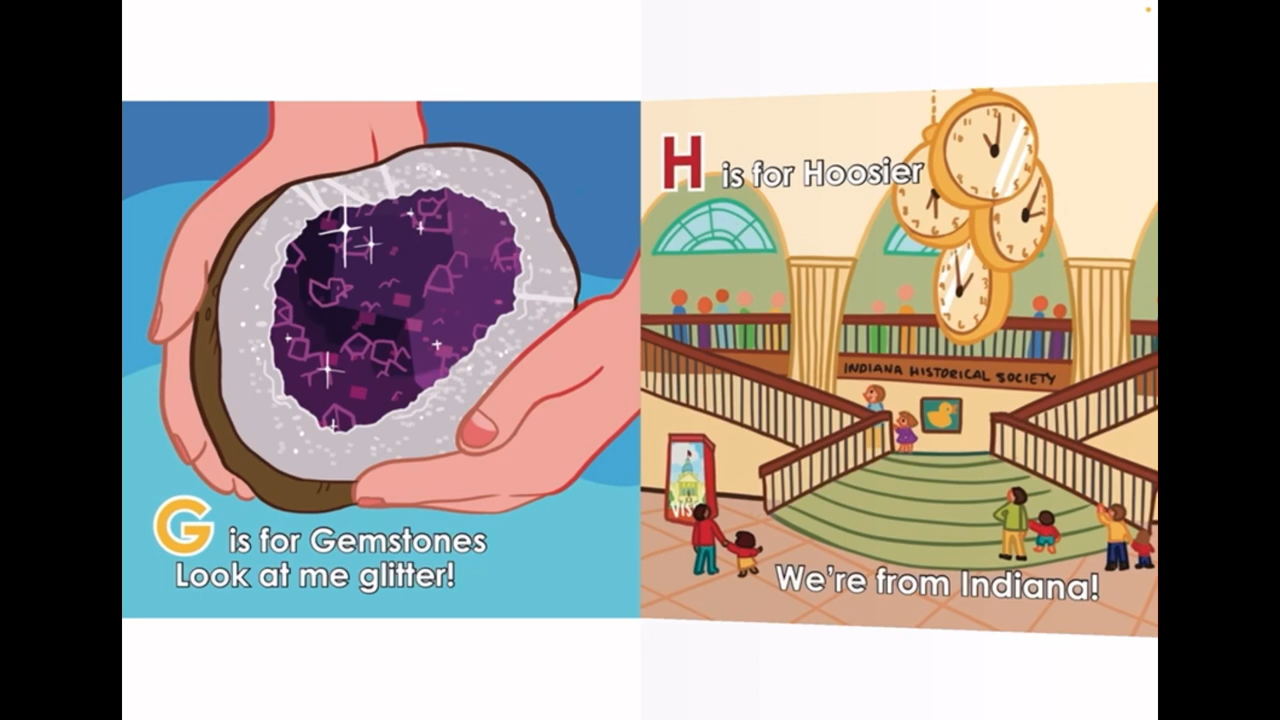 G is for Gemstones
Look at me glitter!
H is for Hoosier
INDIANA HISTORICAL SOCIETY
We're from Indiana!